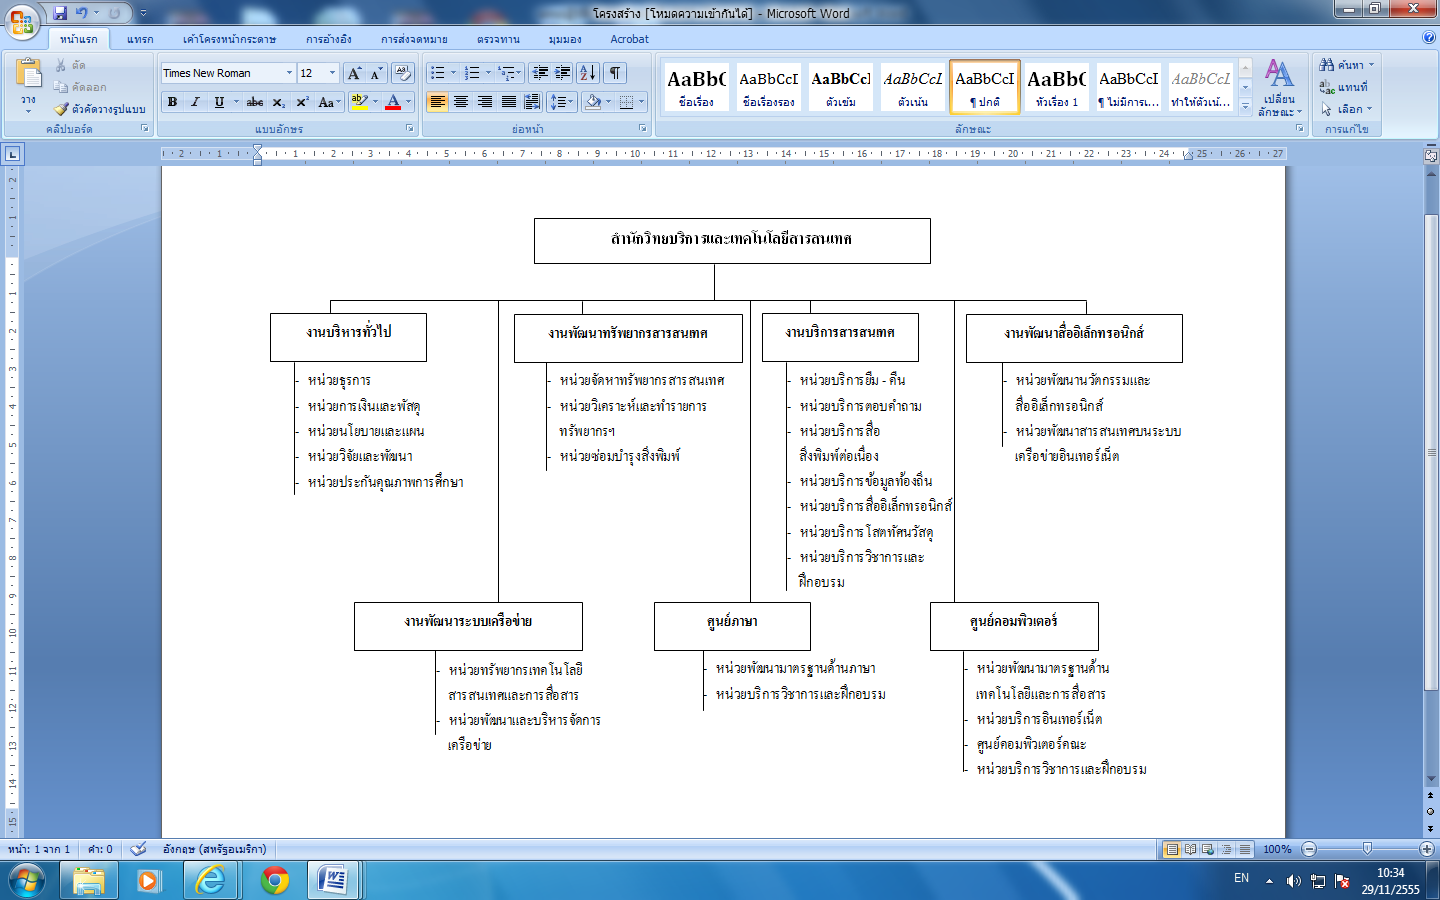 โครงสร้าง [โหมดความเข้ากันได้] - Microsoft Word
หน้าแรก แทรก เค้าโครงหน้ากระดาษ การอ้างอิง การส่งจดหมาย ตรวจทาน มุมมอง Acrobat
วาง
ตัด
คัดลอก
ตัวคัดวางรูปแบบ
คลิปบอร์ด
Times New Roman 12
B I U abc X₂ X² Aa
แบบอักษร
ย่อหน้า
AaBbC AaBbCcI AaBbCcI AaBbCcL AaBbCcI AaBbC AaBbCcI AaBbCcL
ชื่อเรื่อง ชื่อเรื่องรอง ตัวเข้ม ตัวเน้น ¶ ปกติ หัวเรื่อง 1 ¶ ไม่มีการเ... ทำให้ตัวเน้...
ลักษณะ
เปลี่ยน
ลักษณะ
ค้นหา
แทนที่
เลือก
การแก้ไข
สำนักวิทยบริการและเทคโนโลยีสารสนเทศ
งานบริหารทั่วไป
- หน่วยธุรการ
- หน่วยการเงินและพัสดุ
- หน่วยนโยบายและแผน
- หน่วยวิจัยและพัฒนา
- หน่วยประกันคุณภาพการศึกษา
งานพัฒนาทรัพยากรสารสนเทศ
- หน่วยจัดหาทรัพยากรสารสนเทศ
- หน่วยวิเคราะห์และทำรายการ
ทรัพยากรฯ
- หน่วยซ่อมบำรุงสิ่งพิมพ์
งานบริการสารสนเทศ
- หน่วยบริการยืม - คืน
- หน่วยบริการตอบคำถาม
- หน่วยบริการสื่อ
สิ่งพิมพ์ต่อเนื่อง
- หน่วยบริการข้อมูลท้องถิ่น
- หน่วยบริการสื่ออิเล็กทรอนิกส์
- หน่วยบริการโสตทัศนวัสดุ
- หน่วยบริการวิชาการและ
ฝึกอบรม
งานพัฒนาสื่ออิเล็กทรอนิกส์
- หน่วยพัฒนานวัตกรรมและ
สื่ออิเล็กทรอนิกส์
- หน่วยพัฒนาสารสนเทศบนระบบ
เครือข่ายอินเทอร์เน็ต
งานพัฒนาระบบเครือข่าย
- หน่วยทรัพยากรเทคโนโลยี
สารสนเทศและการสื่อสาร
- หน่วยพัฒนาและบริหารจัดการ
เครือข่าย
ศูนย์ภาษา
- หน่วยพัฒนามาตรฐานด้านภาษา
- หน่วยบริการวิชาการและฝึกอบรม
ศูนย์คอมพิวเตอร์
- หน่วยพัฒนามาตรฐานด้าน
เทคโนโลยีและการสื่อสาร
- หน่วยบริการอินเทอร์เน็ต
- ศูนย์คอมพิวเตอร์คณะ
- หน่วยบริการวิชาการและฝึกอบรม
หน้า: 1 จาก 1 คำ: 0 อังกฤษ (สหรัฐอเมริกา) 100%
EN 10:34
29/11/2555